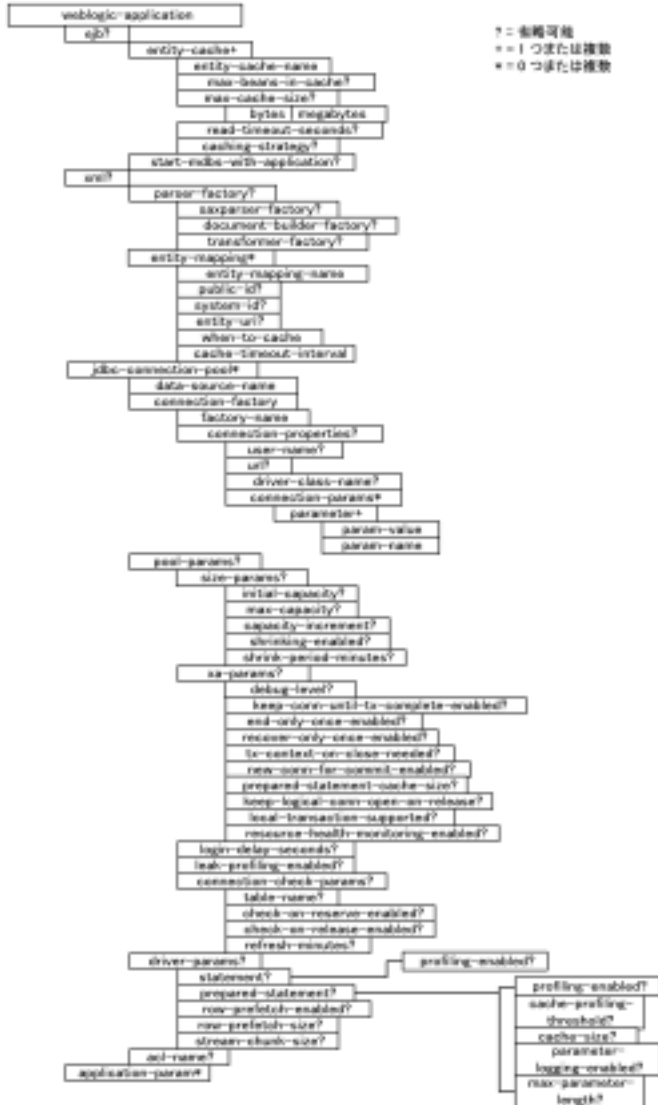 weblogic-application
ejb?
entity-cache+
entity-cache-name
max-beans-in-cache?
max-cache-size?
bytes | megabytes
read-timeout-seconds?
caching-strategy?
start-mdbs-with-application?
xml?
parser-factory?
saxparser-factory?
document-builder-factory?
transformer-factory?
entity-mapping*
entity-mapping-name
public-id?
system-id?
entity-uri?
when-to-cache
cache-timeout-interval
jdbc-connection-pool*
data-source-name
connection-factory
factory-name
connection-properties?
user-name?
url?
driver-class-name?
connection-params*
parameter+
param-value
param-name
pool-params?
size-params?
initial-capacity?
max-capacity?
capacity-increment?
shrinking-enabled?
shrink-period-minutes?
xa-params?
debug-level?
keep-conn-until-tx-complete-enabled?
end-only-once-enabled?
recover-only-once-enabled?
tx-context-on-close-needed?
new-conn-for-commit-enabled?
prepared-statement-cache-size?
keep-logical-conn-open-on-release?
local-transaction-supported?
resource-health-monitoring-enabled?
login-delay-seconds?
leak-profiling-enabled?
connection-check-params?
table-name?
check-on-reserve-enabled?
check-on-release-enabled?
refresh-minutes?
driver-params?
statement?
profiling-enabled?
prepared-statement?
profiling-enabled?
cache-profiling-
threshold?
cache-size?
parameter-
logging-enabled?
max-parameter-
length?
row-prefetch-enabled?
row-prefetch-size?
stream-chunk-size?
acl-name?
application-param*
? = 省略可能
+ = 1 つまたは複数
* = 0 つまたは複数